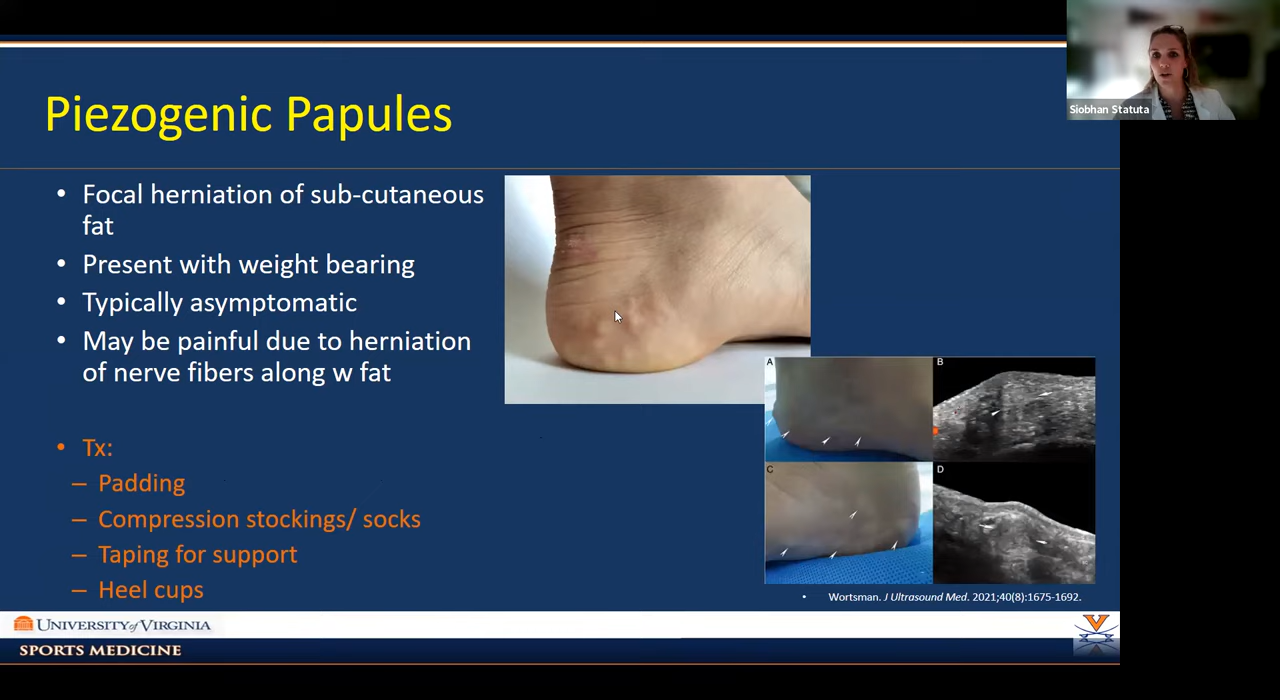 Siobhan Statuta
Piezogenic Papules
• Focal herniation of sub-cutaneous
fat
• Present with weight bearing
• Typically asymptomatic
• May be painful due to herniation
of nerve fibers along w fat
• Tx:
– Padding
– Compression stockings/ socks
– Taping for support
– Heel cups
A
B
C
D
• Wortsman. J Ultrasound Med. 2021;40(8):1675-1692.
UNIVERSITY of VIRGINIA
SPORTS MEDICINE